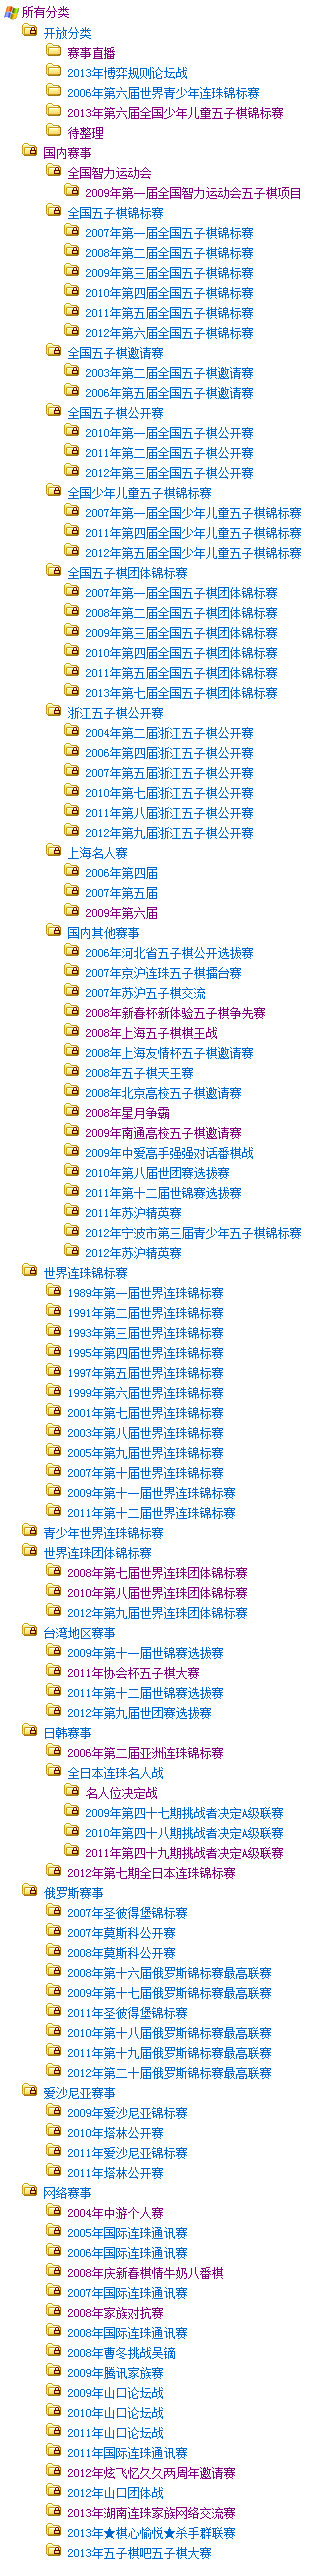 所有分类
开放分类
赛事直播
2013年博弈规则论坛战
2006年第六届世界青少年连珠锦标赛
2013年第六届全国少年儿童五子棋锦标赛
待整理
国内赛事
全国智力运动会
2009年第一届全国智力运动会五子棋项目
全国五子棋锦标赛
2007年第一届全国五子棋锦标赛
2008年第二届全国五子棋锦标赛
2009年第三届全国五子棋锦标赛
2010年第四届全国五子棋锦标赛
2011年第五届全国五子棋锦标赛
2012年第六届全国五子棋锦标赛
全国五子棋邀请赛
2003年第二届全国五子棋邀请赛
2006年第五届全国五子棋邀请赛
全国五子棋公开赛
2010年第一届全国五子棋公开赛
2011年第二届全国五子棋公开赛
2012年第三届全国五子棋公开赛
全国少年儿童五子棋锦标赛
2007年第一届全国少年儿童五子棋锦标赛
2011年第四届全国少年儿童五子棋锦标赛
2012年第五届全国少年儿童五子棋锦标赛
全国五子棋团体锦标赛
2007年第一届全国五子棋团体锦标赛
2008年第二届全国五子棋团体锦标赛
2009年第三届全国五子棋团体锦标赛
2010年第四届全国五子棋团体锦标赛
2011年第五届全国五子棋团体锦标赛
2013年第七届全国五子棋团体锦标赛
浙江五子棋公开赛
2004年第二届浙江五子棋公开赛
2006年第四届浙江五子棋公开赛
2007年第五届浙江五子棋公开赛
2010年第七届浙江五子棋公开赛
2011年第八届浙江五子棋公开赛
2012年第九届浙江五子棋公开赛
上海名人赛
2006年第四届
2007年第五届
2009年第六届
国内其他赛事
2006年河北省五子棋公开选拔赛
2007年京沪连珠五子棋擂台赛
2007年苏沪五子棋交流
2008年新春杯新体验五子棋争先赛
2008年上海五子棋棋王战
2008年上海友情杯五子棋邀请赛
2008年五子棋天王赛
2008年北京高校五子棋邀请赛
2008年星月争霸
2009年南通高校五子棋邀请赛
2009年中爱高手强强对话番棋战
2010年第八届世团赛选拔赛
2011年第十二届世锦赛选拔赛
2011年苏沪精英赛
2012年宁波市第三届青少年五子棋锦标赛
2012年苏沪精英赛
世界连珠锦标赛
1989年第一届世界连珠锦标赛
1991年第二届世界连珠锦标赛
1993年第三届世界连珠锦标赛
1995年第四届世界连珠锦标赛
1997年第五届世界连珠锦标赛
1999年第六届世界连珠锦标赛
2001年第七届世界连珠锦标赛
2003年第八届世界连珠锦标赛
2005年第九届世界连珠锦标赛
2007年第十届世界连珠锦标赛
2009年第十一届世界连珠锦标赛
2011年第十二届世界连珠锦标赛
青少年世界连珠锦标赛
世界连珠团体锦标赛
2008年第七届世界连珠团体锦标赛
2010年第八届世界连珠团体锦标赛
2012年第九届世界连珠团体锦标赛
台湾地区赛事
2009年第十一届世锦赛选拔赛
2011年协会杯五子棋大赛
2011年第十二届世锦赛选拔赛
2012年第九届世团赛选拔赛
日韩赛事
2006年第二届亚洲连珠锦标赛
全日本连珠名人战
名人位决定战
2009年第四十七期挑战者决定A级联赛
2010年第四十八期挑战者决定A级联赛
2011年第四十九期挑战者决定A级联赛
2012年第七期全日本连珠锦标赛
俄罗斯赛事
2007年圣彼得堡锦标赛
2007年莫斯科公开赛
2008年莫斯科公开赛
2008年第十六届俄罗斯锦标赛最高联赛
2009年第十七届俄罗斯锦标赛最高联赛
2011年圣彼得堡锦标赛
2010年第十八届俄罗斯锦标赛最高联赛
2011年第十九届俄罗斯锦标赛最高联赛
2012年第二十届俄罗斯锦标赛最高联赛
爱沙尼亚赛事
2009年爱沙尼亚锦标赛
2010年塔林公开赛
2011年爱沙尼亚锦标赛
2011年塔林公开赛
网络赛事
2004年中游个人赛
2005年国际连珠通讯赛
2006年国际连珠通讯赛
2008年庆新春棋情牛奶八番棋
2007年国际连珠通讯赛
2008年家族对抗赛
2008年国际连珠通讯赛
2008年曹冬挑战吴镝
2009年腾讯家族赛
2009年山口论坛战
2010年山口论坛战
2011年山口论坛战
2011年国际连珠通讯赛
2012年炫飞忆久久两周年邀请赛
2012年山口团体战
2013年湖南连珠家族网络交流赛
2013年★棋心愉悦★杀手群联赛
2013年五子棋吧五子棋大赛